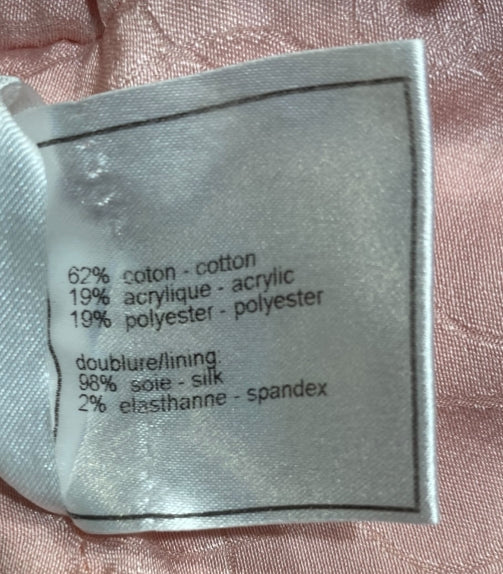 62% coton - cotton
19% acrylique - acrylic
19% polyester - polyester
doublure/lining:
98% soie - silk
2% elasthanne - spandex